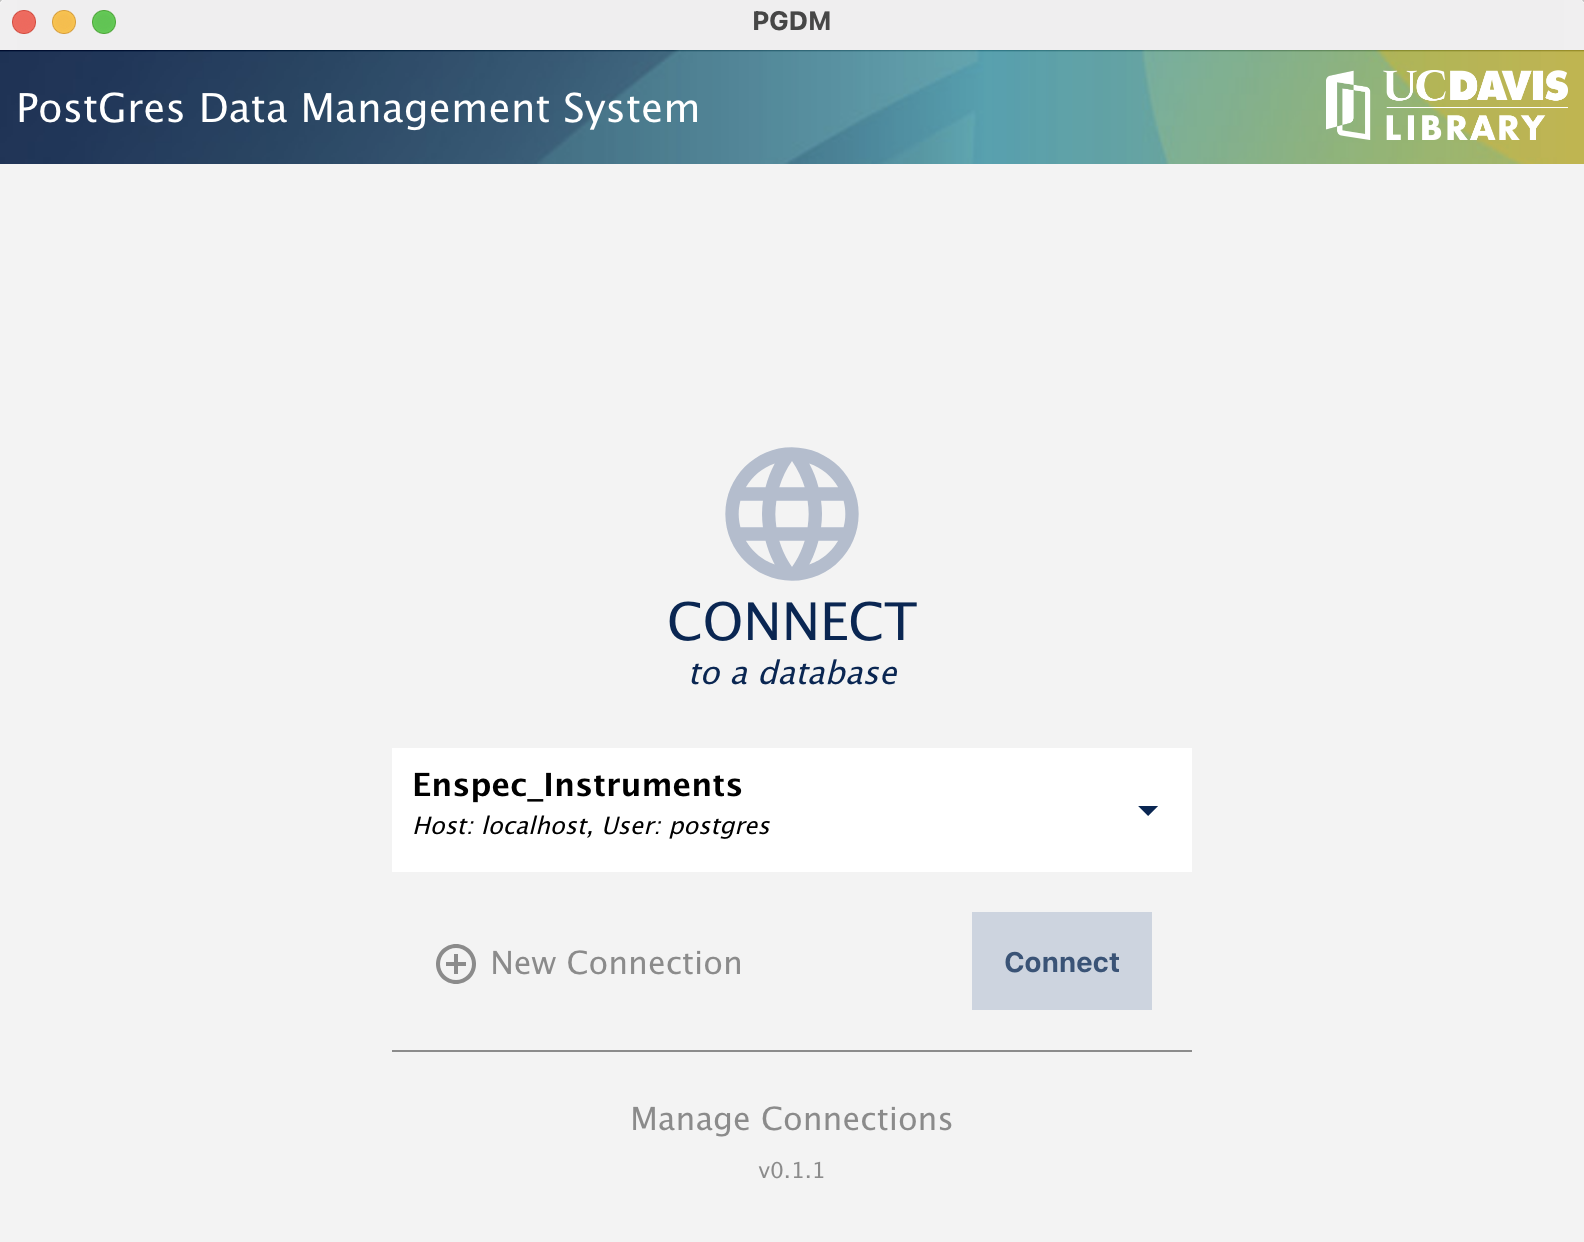 PGDM
PostGres Data Management System
UCDAVIS
LIBRARY
CONNECT
to a database
Enspec_Instruments
Host: localhost, User: postgres
New Connection
Connect
Manage Connections
v0.1.1